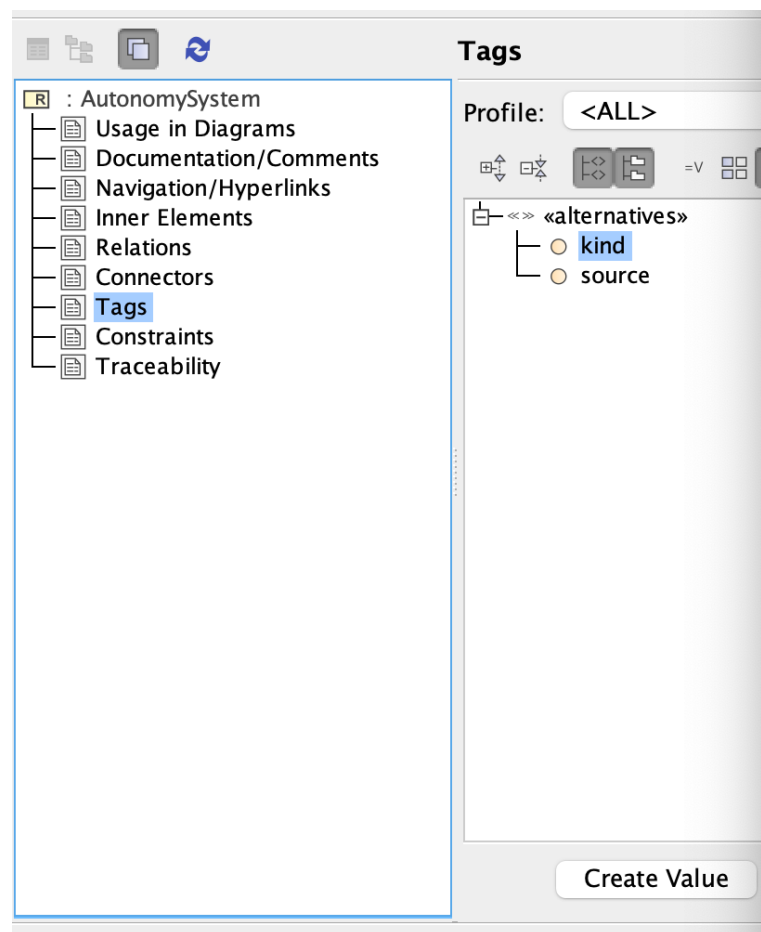 Tags
R : AutonomySystem
Usage in Diagrams
Documentation/Comments
Navigation/Hyperlinks
Inner Elements
Relations
Connectors
Tags
Constraints
Traceability
Profile: <ALL>
=V
«» «alternatives»
kind
source
Create Value